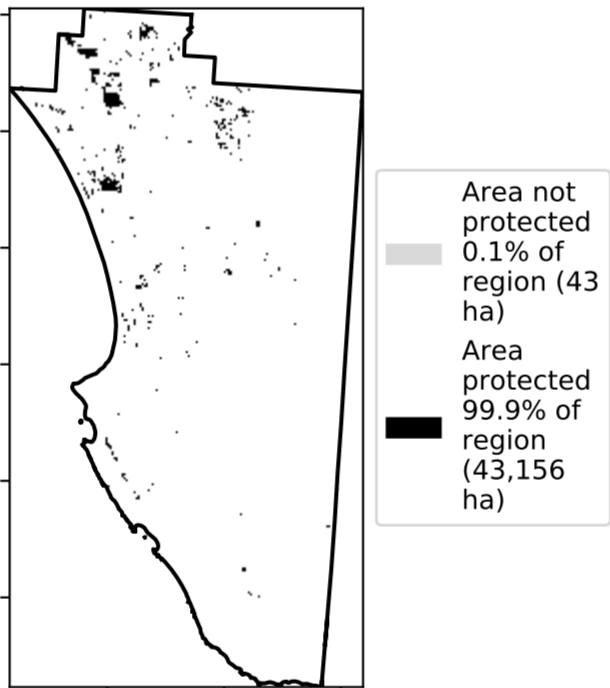 Area not
protected
0.1% of
region (43
ha)
Area
protected
99.9% of
region
(43,156
ha)